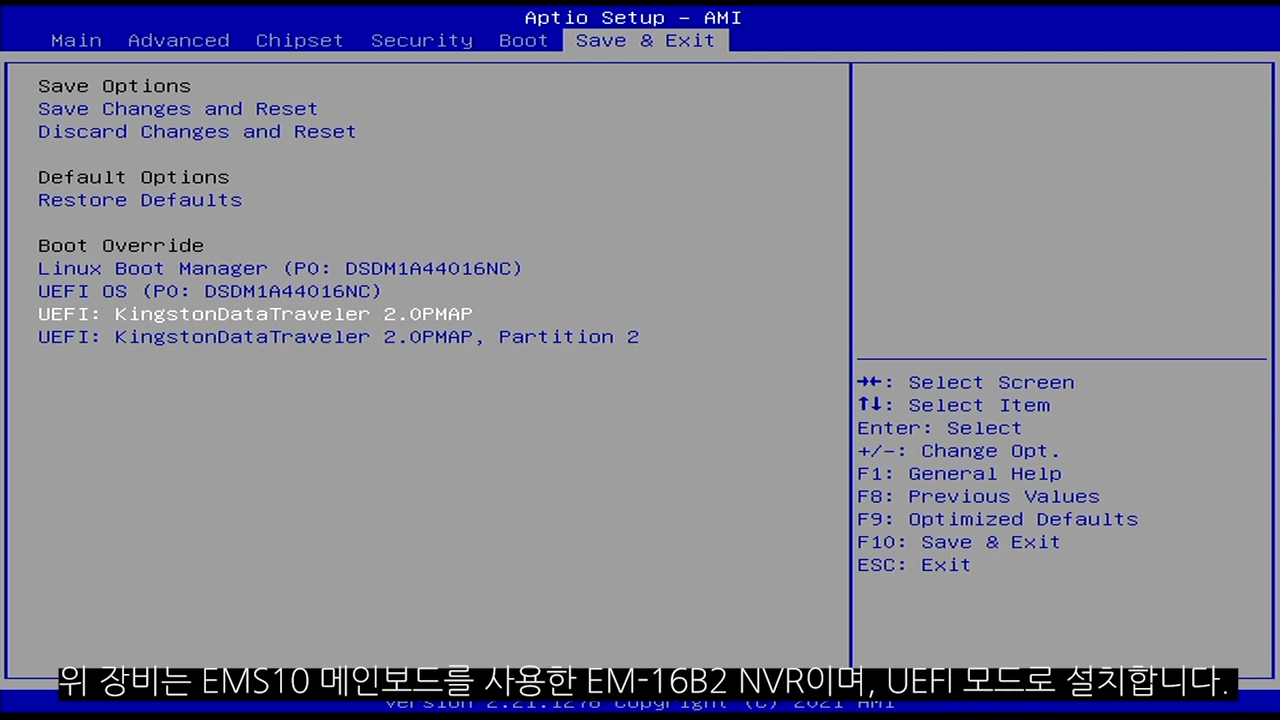 Aptio Setup – AMI
Main Advanced Chipset Security Boot Save & Exit
Save Options
Save Changes and Reset
Discard Changes and Reset
Default Options
Restore Defaults
Boot Override
Linux Boot Manager (P0: DSDM1A44016NC)
UEFI OS (P0: DSDM1A44016NC)
UEFI: KingstonDataTraveler 2.0PMAP
UEFI: KingstonDataTraveler 2.0PMAP, Partition 2
→←: Select Screen
↑↓: Select Item
Enter: Select
+/-: Change Opt.
F1: General Help
F8: Previous Values
F9: Optimized Defaults
F10: Save & Exit
ESC: Exit
위 장비는 EMS10 메인보드를 사용한 EM-16B2 NVR이며, UEFI 모드로 설치합니다.
Version 2.21.1278 Copyright (C) 2021 AMI